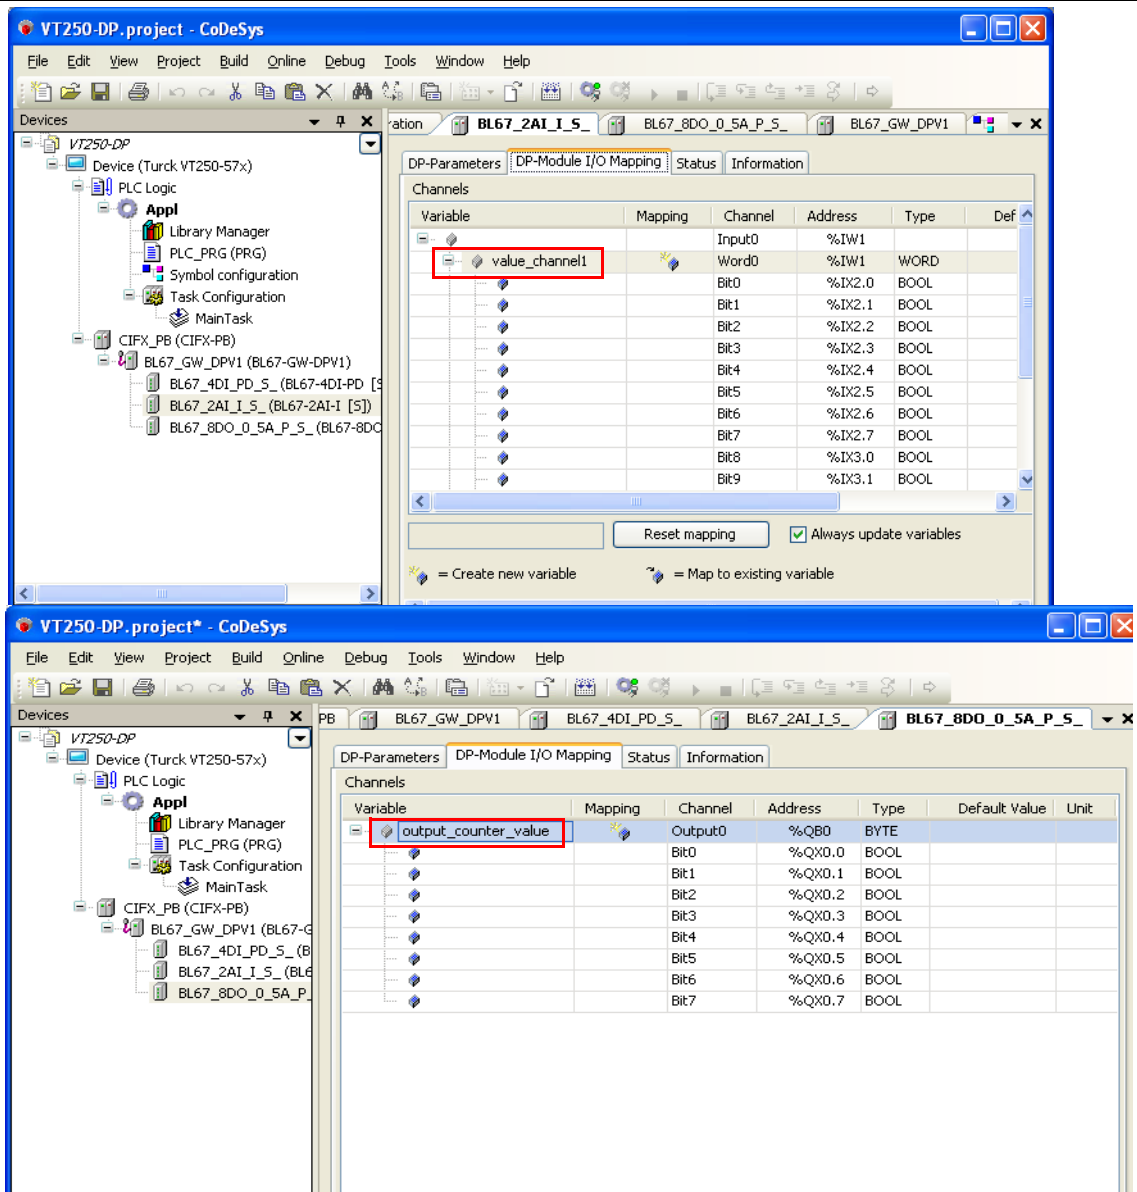 VT250-DP.project - CoDeSys
File Edit View Project Build Online Debug Tools Window Help
Devices
VT250-DP
Device (Turck VT250-57x)
PLC Logic
Appl
Library Manager
PLC_PRG (PRG)
Symbol configuration
Task Configuration
MainTask
CIFX_PB (CIFX-PB)
BL67_GW_DPV1 (BL67-GW-DPV1)
BL67_4DI_PD_S_ (BL67-4DI-PD [S
BL67_2AI_I_S_ (BL67-2AI-I [S])
BL67_8DO_0_5A_P_S_ (BL67-8DO
ration BL67_2AI_I_S_ BL67_8DO_0_5A_P_S_ BL67_GW_DPV1
DP-Parameters DP-Module I/O Mapping Status Information
Channels
Variable Mapping Channel Address Type Def
Input0 %IW1
value_channel1 Word0 %IW1 WORD
Bit0 %IX2.0 BOOL
Bit1 %IX2.1 BOOL
Bit2 %IX2.2 BOOL
Bit3 %IX2.3 BOOL
Bit4 %IX2.4 BOOL
Bit5 %IX2.5 BOOL
Bit6 %IX2.6 BOOL
Bit7 %IX2.7 BOOL
Bit8 %IX3.0 BOOL
Bit9 %IX3.1 BOOL
Reset mapping Always update variables
= Create new variable = Map to existing variable
VT250-DP.project* - CoDeSys
File Edit View Project Build Online Debug Tools Window Help
Devices
VT250-DP
Device (Turck VT250-57x)
PLC Logic
Appl
Library Manager
PLC_PRG (PRG)
Task Configuration
MainTask
CIFX_PB (CIFX-PB)
BL67_GW_DPV1 (BL67-G
BL67_4DI_PD_S_ (B
BL67_2AI_I_S_ (BL6
BL67_8DO_0_5A_P_
PB BL67_GW_DPV1 BL67_4DI_PD_S_ BL67_2AI_I_S_ BL67_8DO_0_5A_P_S_
DP-Parameters DP-Module I/O Mapping Status Information
Channels
Variable Mapping Channel Address Type Default Value Unit
output_counter_value Output0 %QB0 BYTE
Bit0 %QX0.0 BOOL
Bit1 %QX0.1 BOOL
Bit2 %QX0.2 BOOL
Bit3 %QX0.3 BOOL
Bit4 %QX0.4 BOOL
Bit5 %QX0.5 BOOL
Bit6 %QX0.6 BOOL
Bit7 %QX0.7 BOOL